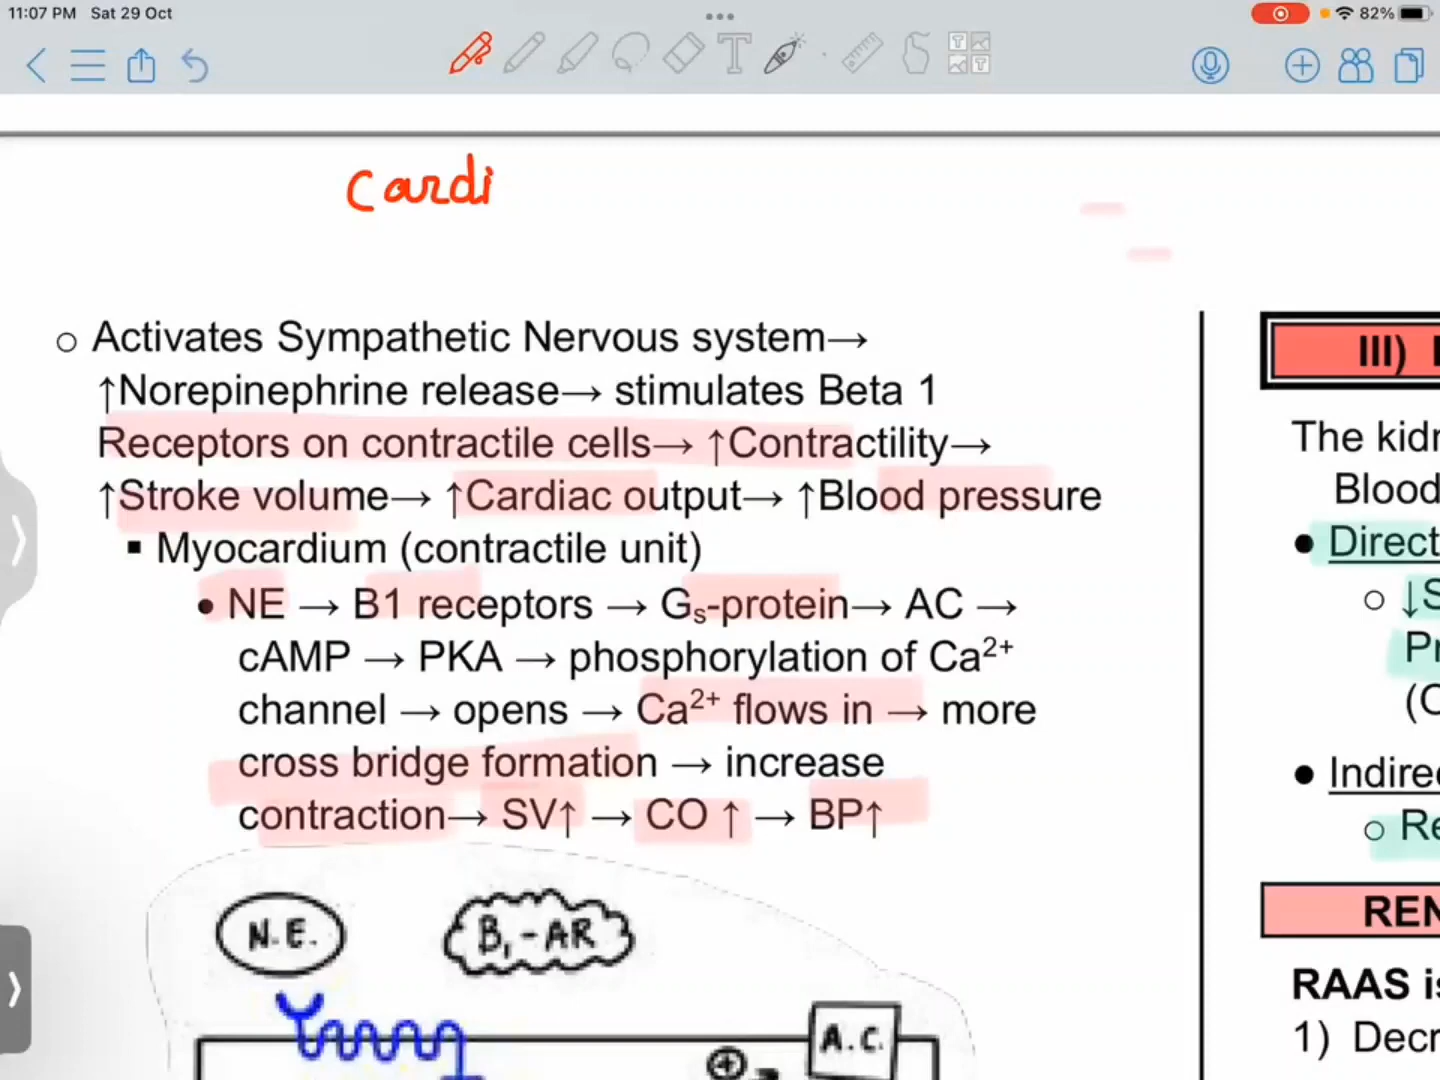 11:07 PM Sat 29 Oct
82%
Cardi
○ Activates Sympathetic Nervous system→
↑Norepinephrine release→ stimulates Beta 1
Receptors on contractile cells→ ↑Contractility→
↑Stroke volume→ ↑Cardiac output→ ↑Blood pressure
▪ Myocardium (contractile unit)
• NE → B1 receptors → Gₛ-protein→ AC →
cAMP → PKA → phosphorylation of Ca²⁺
channel → opens → Ca²⁺ flows in → more
cross bridge formation → increase
contraction→ SV↑ → CO ↑ → BP↑
N.E.
B₁-AR
A.C.
+
III)
The kid
Blood
• Direct
○ ↓S
Pr
(C
• Indire
○ Re
REN
RAAS is
1) Decr